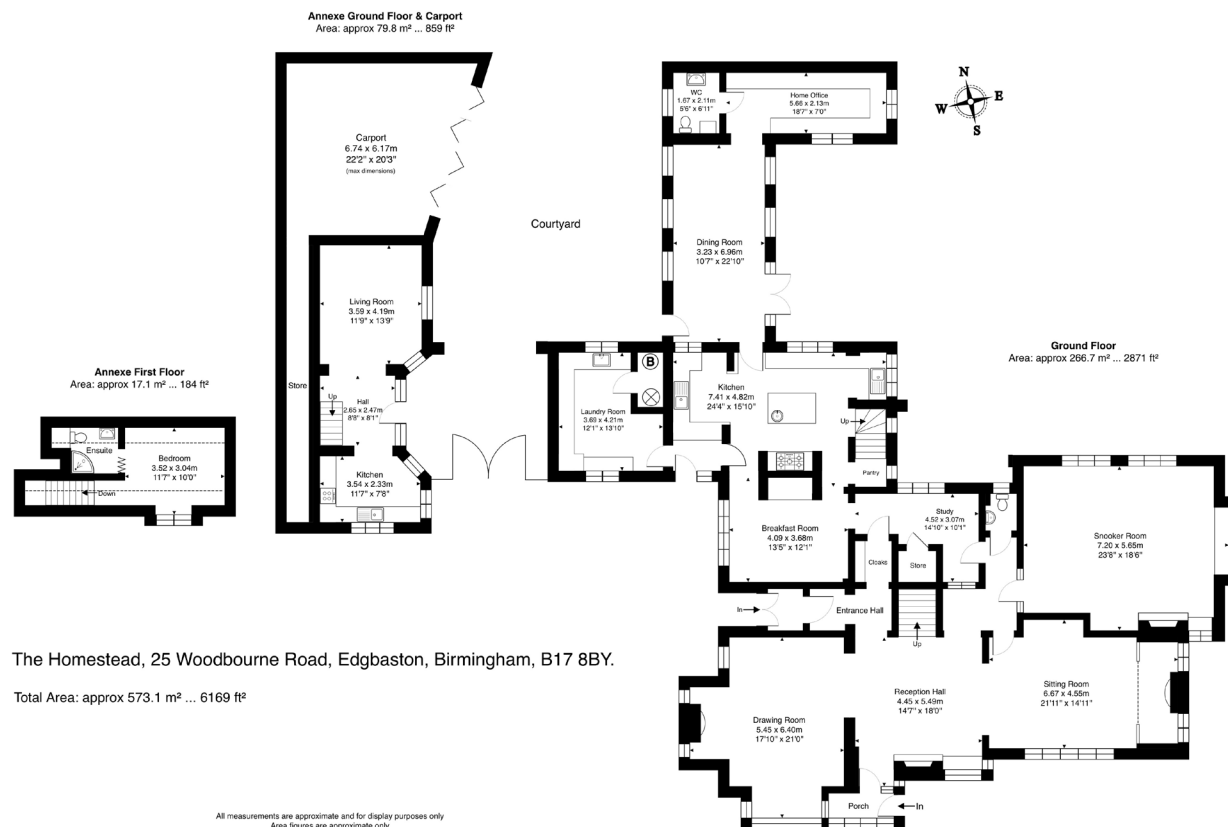 Annexe Ground Floor & Carport
Area: approx 79.8 m² ... 859 ft²
N
W
E
S
WC
1.67 x 2.11m
5'6" x 6'11"
Home Office
5.66 x 2.13m
18'7" x 7'0"
Carport
6.74 x 6.17m
22'2" x 20'3"
(max dimensions)
Courtyard
Dining Room
3.23 x 6.96m
10'7" x 22'10"
Living Room
3.59 x 4.19m
11'9" x 13'9"
Ground Floor
Area: approx 266.7 m² ... 2871 ft²
Annexe First Floor
Area: approx 17.1 m² ... 184 ft²
Store
Up
Hall
2.65 x 2.47m
8'8" x 8'1"
B
Kitchen
7.41 x 4.82m
24'4" x 15'10"
Laundry Room
3.69 x 4.21m
12'1" x 13'10"
Up
Pantry
Ensuite
Bedroom
3.52 x 3.04m
11'7" x 10'0"
Down
Kitchen
3.54 x 2.33m
11'7" x 7'8"
Breakfast Room
4.09 x 3.68m
13'5" x 12'1"
Study
4.52 x 3.07m
14'10" x 10'1"
Snooker Room
7.20 x 5.65m
23'8" x 18'6"
Cloaks
Store
In
Entrance Hall
Up
The Homestead, 25 Woodbourne Road, Edgbaston, Birmingham, B17 8BY.
Total Area: approx 573.1 m² ... 6169 ft²
Drawing Room
5.45 x 6.40m
17'10" x 21'0"
Reception Hall
4.45 x 5.49m
14'7" x 18'0"
Sitting Room
6.67 x 4.55m
21'11" x 14'11"
Porch
In
All measurements are approximate and for display purposes only
Area figures are approximate only